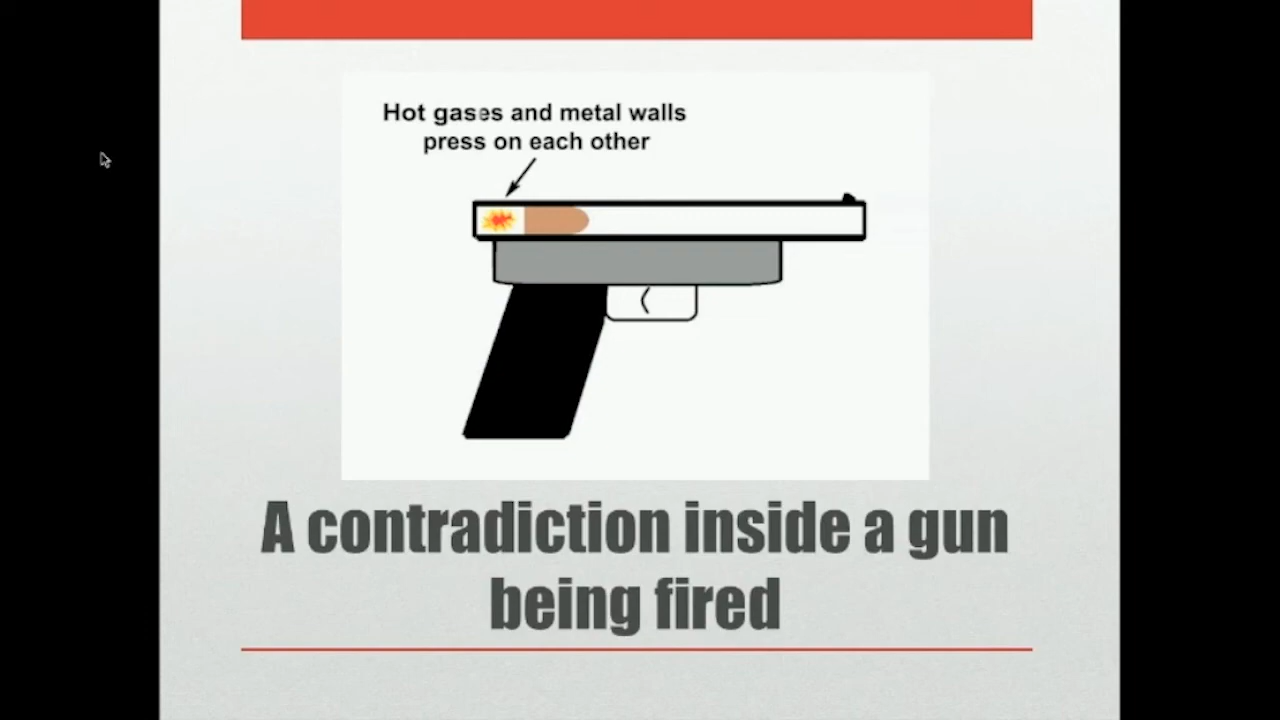 Hot gases and metal walls
press on each other
A contradiction inside a gun
being fired